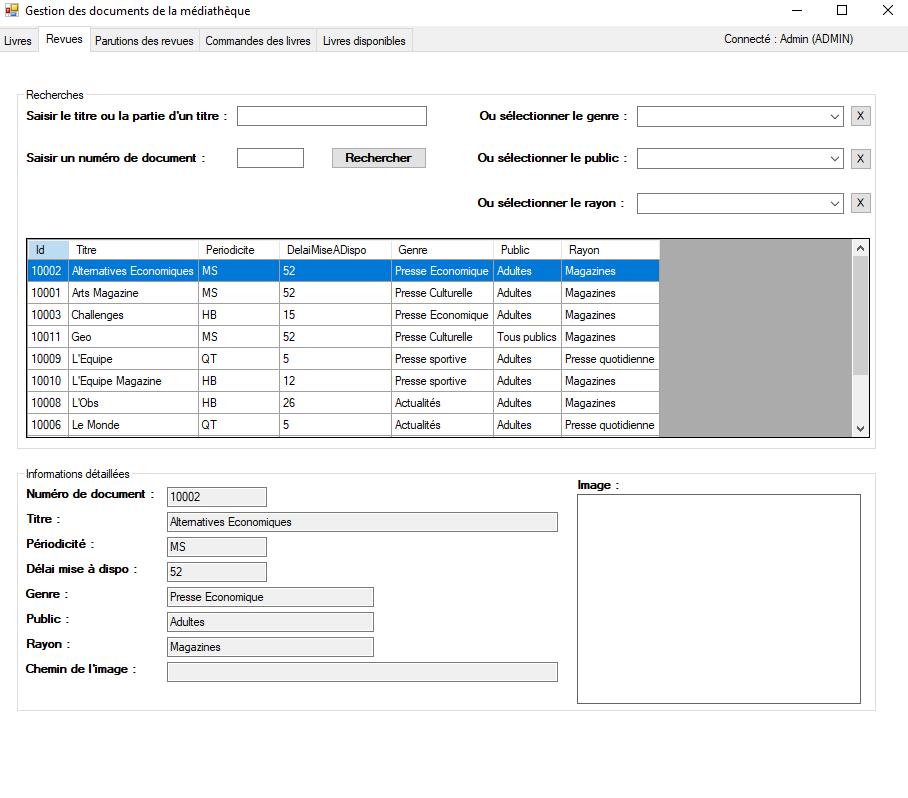 Gestion des documents de la médiathèque
Livres Revues Parutions des revues Commandes des livres Livres disponibles Connecté : Admin (ADMIN)
Recherches
Saisir le titre ou la partie d'un titre : Ou sélectionner le genre : X
Saisir un numéro de document : Rechercher Ou sélectionner le public : X
Ou sélectionner le rayon : X
Id Titre Periodicite DelaiMiseADispo Genre Public Rayon
10002 Alternatives Economiques MS 52 Presse Economique Adultes Magazines
10001 Arts Magazine MS 52 Presse Culturelle Adultes Magazines
10003 Challenges HB 15 Presse Economique Adultes Magazines
10011 Geo MS 52 Presse Culturelle Tous publics Magazines
10009 L'Equipe QT 5 Presse sportive Adultes Presse quotidienne
10010 L'Equipe Magazine HB 12 Presse sportive Adultes Magazines
10008 L'Obs HB 26 Actualités Adultes Magazines
10006 Le Monde QT 5 Actualités Adultes Presse quotidienne
Informations détaillées
Numéro de document : 10002 Image :
Titre : Alternatives Economiques
Périodicité : MS
Délai mise à dispo : 52
Genre : Presse Economique
Public : Adultes
Rayon : Magazines
Chemin de l'image :